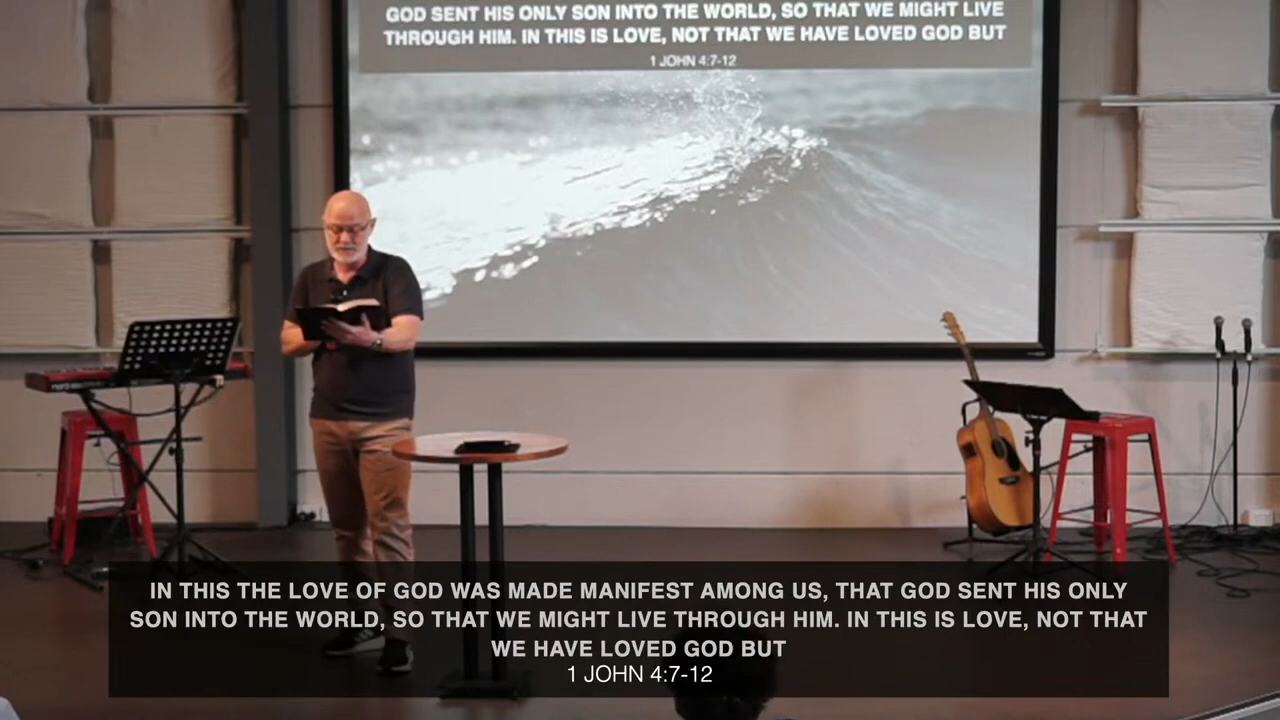 GOD SENT HIS ONLY SON INTO THE WORLD, SO THAT WE MIGHT LIVE
THROUGH HIM. IN THIS IS LOVE, NOT THAT WE HAVE LOVED GOD BUT
1 JOHN 4:7-12
IN THIS THE LOVE OF GOD WAS MADE MANIFEST AMONG US, THAT GOD SENT HIS ONLY
SON INTO THE WORLD, SO THAT WE MIGHT LIVE THROUGH HIM. IN THIS IS LOVE, NOT THAT
WE HAVE LOVED GOD BUT
1 JOHN 4:7-12